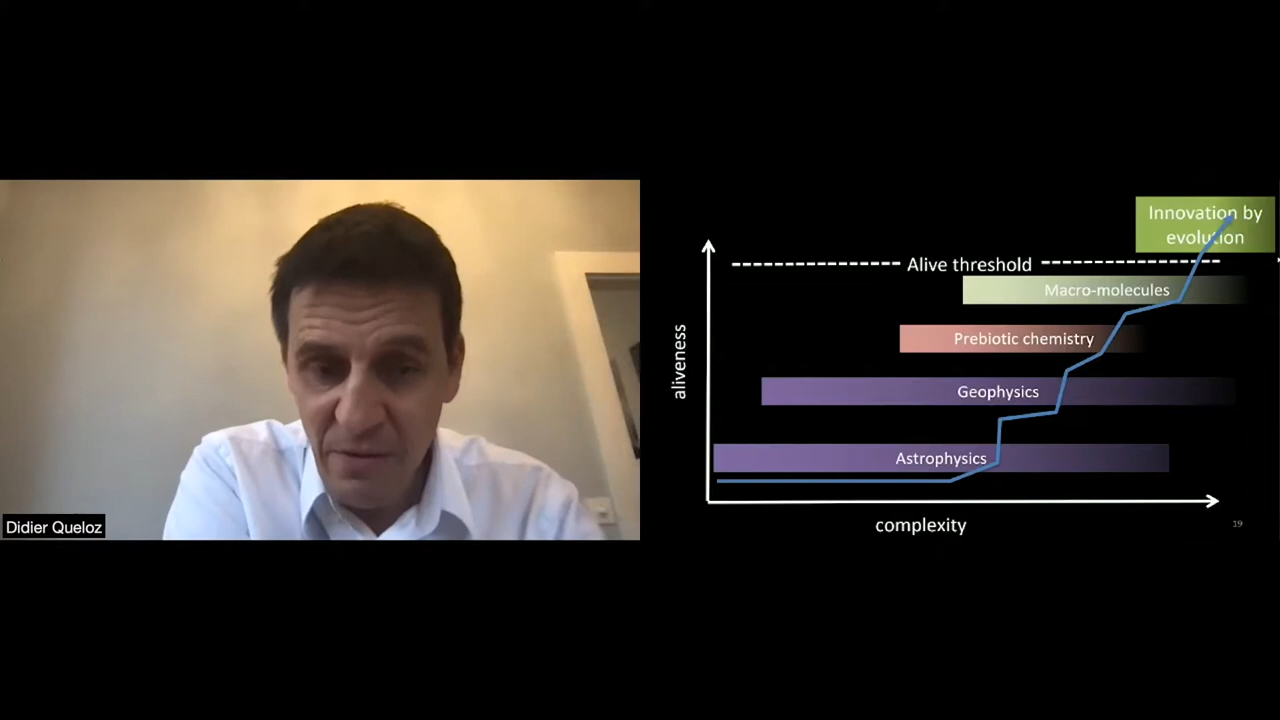 Didier Queloz
Innovation by
evolution
Alive threshold
Macro-molecules
Prebiotic chemistry
Geophysics
Astrophysics
aliveness
complexity
19